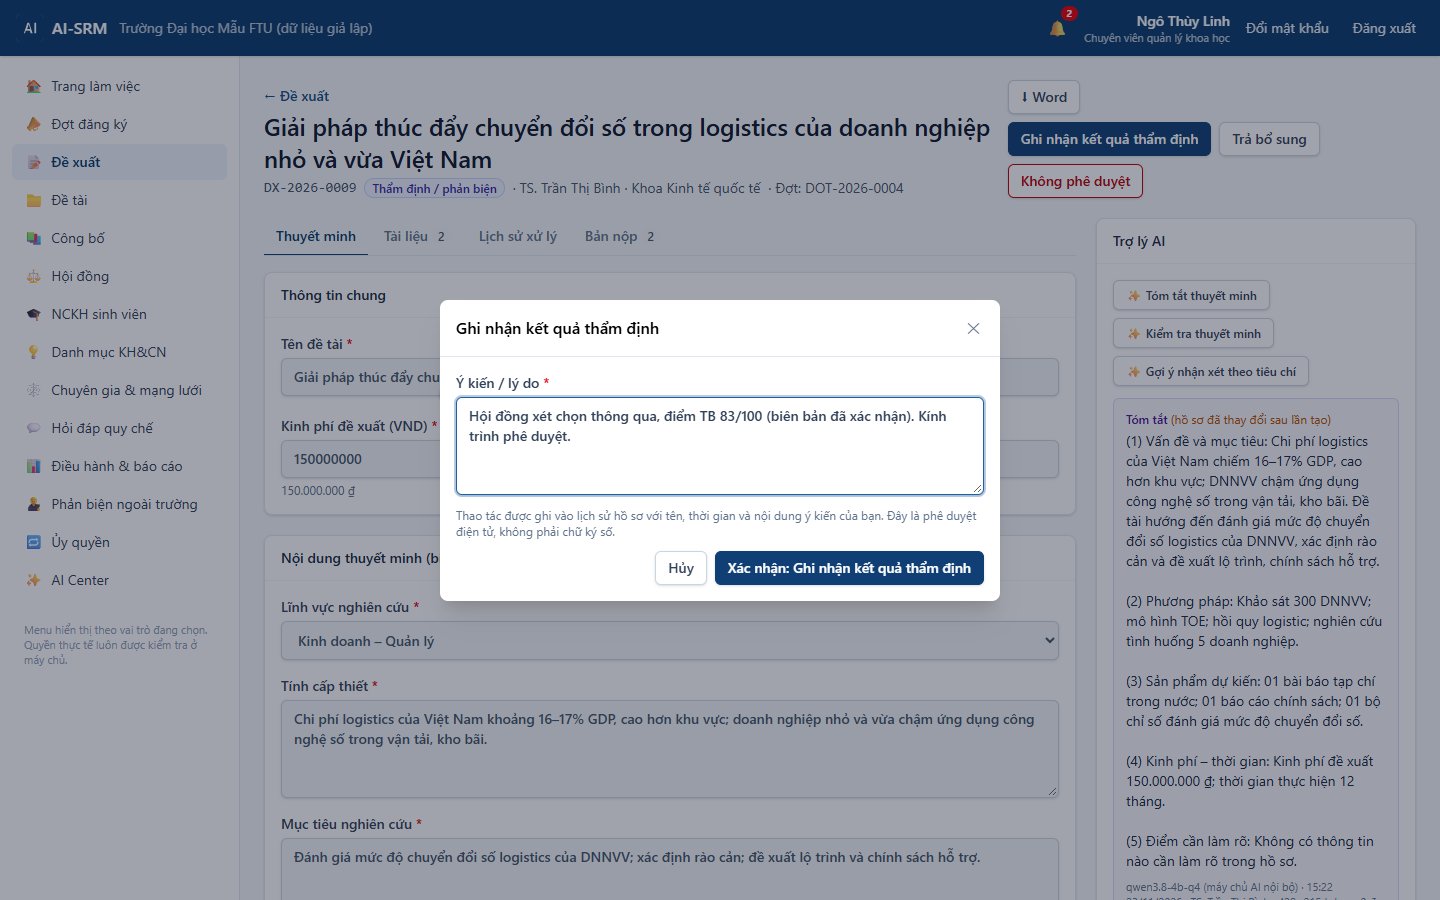 AI AI-SRM Trường Đại học Mẫu FTU (dữ liệu giả lập)
2
Ngô Thùy Linh
Chuyên viên quản lý khoa học
Đổi mật khẩu
Đăng xuất
Trang làm việc
Đợt đăng ký
Đề xuất
Đề tài
Công bố
Hội đồng
NCKH sinh viên
Danh mục KH&CN
Chuyên gia & mạng lưới
Hỏi đáp quy chế
Điều hành & báo cáo
Phản biện ngoài trường
Ủy quyền
AI Center
Menu hiển thị theo vai trò đang chọn.
Quyền thực tế luôn được kiểm tra ở
máy chủ.
← Đề xuất
Giải pháp thúc đẩy chuyển đổi số trong logistics của doanh nghiệp
nhỏ và vừa Việt Nam
DX-2026-0009 Thẩm định / phản biện · TS. Trần Thị Bình · Khoa Kinh tế quốc tế · Đợt: DOT-2026-0004
⬇ Word
Ghi nhận kết quả thẩm định
Trả bổ sung
Không phê duyệt
Thuyết minh
Tài liệu 2
Lịch sử xử lý
Bản nộp 2
Thông tin chung
Tên đề tài *
Giải pháp thúc đẩy chu
Kinh phí đề xuất (VND) *
150000000
150.000.000 ₫
Nội dung thuyết minh (b
Lĩnh vực nghiên cứu *
Kinh doanh – Quản lý
Tính cấp thiết *
Chi phí logistics của Việt Nam khoảng 16–17% GDP, cao hơn khu vực; doanh nghiệp nhỏ và vừa chậm ứng dụng công
nghệ số trong vận tải, kho bãi.
Mục tiêu nghiên cứu *
Đánh giá mức độ chuyển đổi số logistics của DNNVV; xác định rào cản; đề xuất lộ trình và chính sách hỗ trợ.
Ghi nhận kết quả thẩm định
Ý kiến / lý do *
Hội đồng xét chọn thông qua, điểm TB 83/100 (biên bản đã xác nhận). Kính
trình phê duyệt.
Thao tác được ghi vào lịch sử hồ sơ với tên, thời gian và nội dung ý kiến của bạn. Đây là phê duyệt
điện tử, không phải chữ ký số.
Hủy
Xác nhận: Ghi nhận kết quả thẩm định
Trợ lý AI
Tóm tắt thuyết minh
Kiểm tra thuyết minh
Gợi ý nhận xét theo tiêu chí
Tóm tắt (hồ sơ đã thay đổi sau lần tạo)
(1) Vấn đề và mục tiêu: Chi phí logistics
của Việt Nam chiếm 16–17% GDP, cao
hơn khu vực; DNNVV chậm ứng dụng
công nghệ số trong vận tải, kho bãi. Đề
tài hướng đến đánh giá mức độ chuyển
đổi số logistics của DNNVV, xác định rào
cản và đề xuất lộ trình, chính sách hỗ trợ.
(2) Phương pháp: Khảo sát 300 DNNVV;
mô hình TOE; hồi quy logistic; nghiên cứu
tình huống 5 doanh nghiệp.
(3) Sản phẩm dự kiến: 01 bài báo tạp chí
trong nước; 01 báo cáo chính sách; 01 bộ
chỉ số đánh giá mức độ chuyển đổi số.
(4) Kinh phí – thời gian: Kinh phí đề xuất
150.000.000 ₫; thời gian thực hiện 12
tháng.
(5) Điểm cần làm rõ: Không có thông tin
nào cần làm rõ trong hồ sơ.
qwen3.8-4b-q4 (máy chủ AI nội bộ) · 15:22